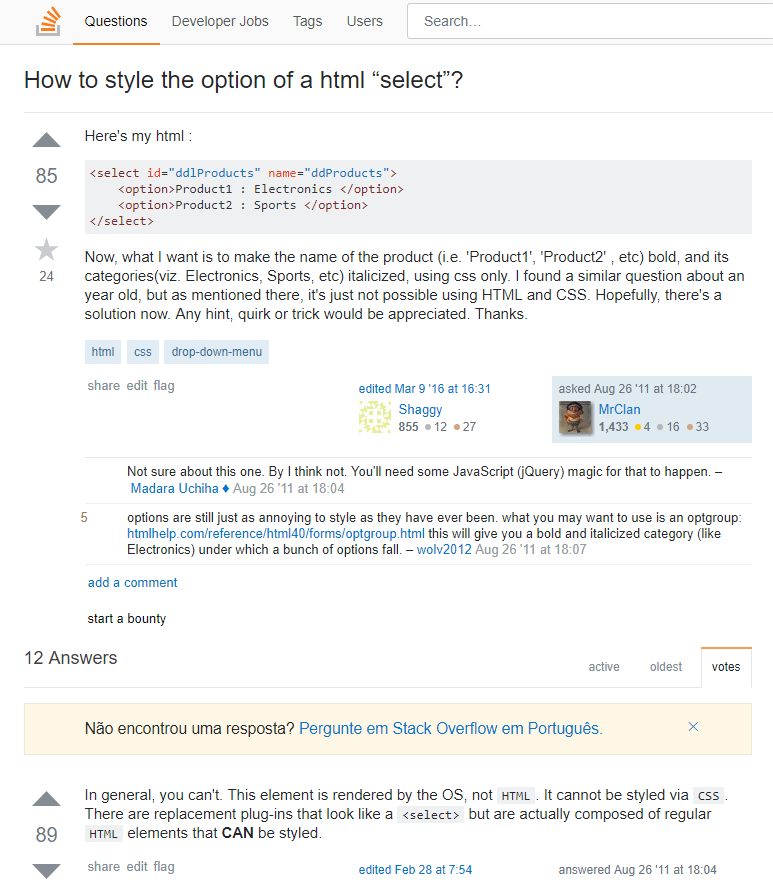 Questions Developer Jobs Tags Users Search…
How to style the option of a html “select”?
Here's my html :
85
<select id="ddlProducts" name="ddProducts">
<option>Product1 : Electronics </option>
<option>Product2 : Sports </option>
</select>
24
Now, what I want is to make the name of the product (i.e. 'Product1', 'Product2' , etc) bold, and its
categories(viz. Electronics, Sports, etc) italicized, using css only. I found a similar question about an
year old, but as mentioned there, it's just not possible using HTML and CSS. Hopefully, there's a
solution now. Any hint, quirk or trick would be appreciated. Thanks.
html css drop-down-menu
share edit flag
edited Mar 9 '16 at 16:31
Shaggy
855 ●12 ●27
asked Aug 26 '11 at 18:02
MrClan
1,433 ●4 ●16 ●33
Not sure about this one. By I think not. You'll need some JavaScript (jQuery) magic for that to happen. –
Madara Uchiha ♦ Aug 26 '11 at 18:04
5
options are still just as annoying to style as they have ever been. what you may want to use is an optgroup:
htmlhelp.com/reference/html40/forms/optgroup.html this will give you a bold and italicized category (like
Electronics) under which a bunch of options fall. – wolv2012 Aug 26 '11 at 18:07
add a comment
start a bounty
12 Answers
active oldest votes
Não encontrou uma resposta? Pergunte em Stack Overflow em Português. ×
89
In general, you can't. This element is rendered by the OS, not HTML . It cannot be styled via CSS .
There are replacement plug-ins that look like a <select> but are actually composed of regular
HTML elements that CAN be styled.
share edit flag
edited Feb 28 at 7:54
answered Aug 26 '11 at 18:04